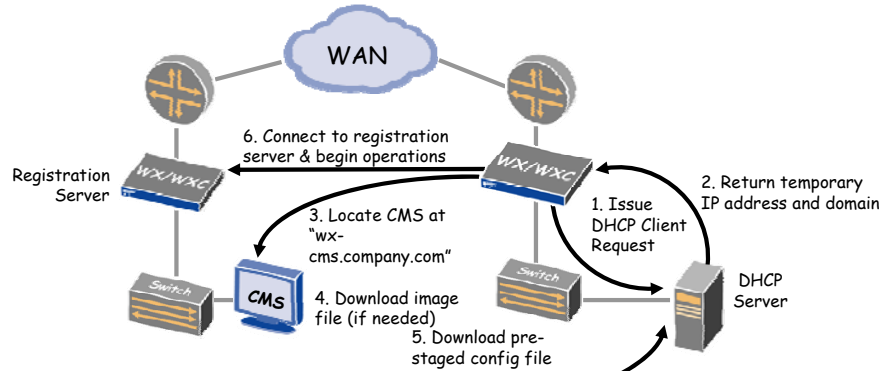 WAN
6. Connect to registration
server & begin operations
Registration
Server
WX/WXC
WX/WXC
2. Return temporary
IP address and domain
1. Issue
DHCP Client
Request
3. Locate CMS at
“wx-
cms.company.com”
Switch
CMS
4. Download image
file (if needed)
Switch
DHCP
Server
5. Download pre-
staged config file